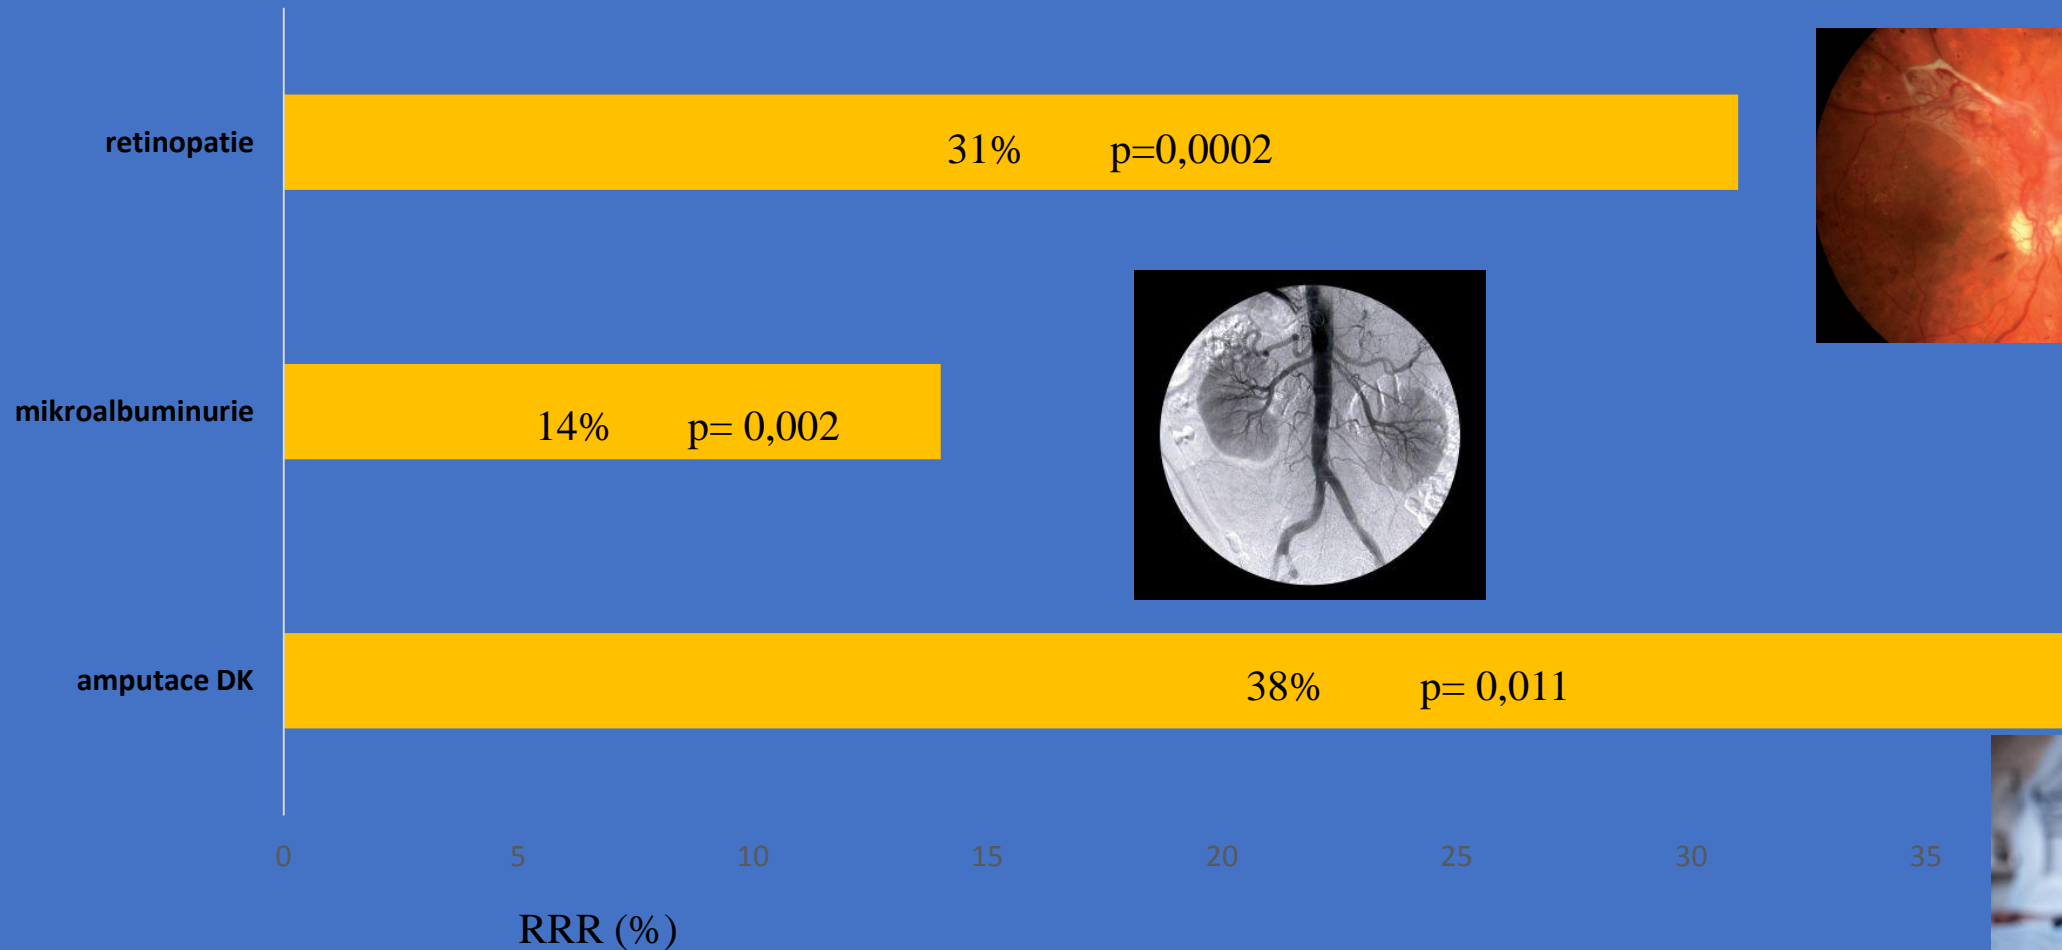 retinopatie
31% p=0,0002
mikroalbuminurie
14% p= 0,002
amputace DK
38% p= 0,011
0 5 10 15 20 25 30 35
RRR (%)